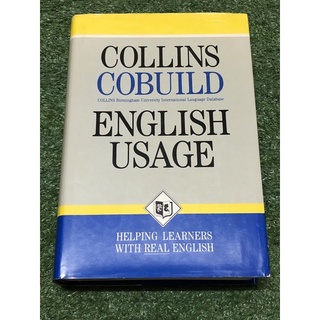 COLLINS
COBUILD
COLLINS Birmingham University International Language Database
ENGLISH
USAGE
HELPING LEARNERS
WITH REAL ENGLISH